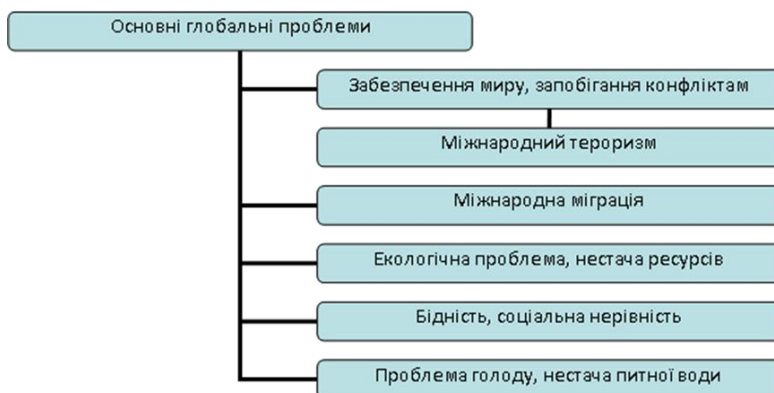 Основні глобальні проблеми
Забезпечення миру, запобігання конфліктам
Міжнародний тероризм
Міжнародна міграція
Екологічна проблема, нестача ресурсів
Бідність, соціальна нерівність
Проблема голоду, нестача питної води